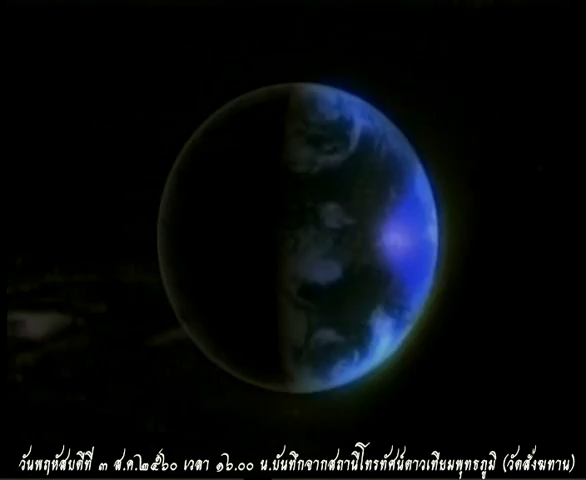 วันพฤหัสบดีที่ ๓ ส.ค.๒๕๖๐ เวลา ๑๖.๐๐ น.บันทึกจากสถานีโทรทัศน์ดาวเทียมพุทธภูมิ (วัดสังฆทาน)